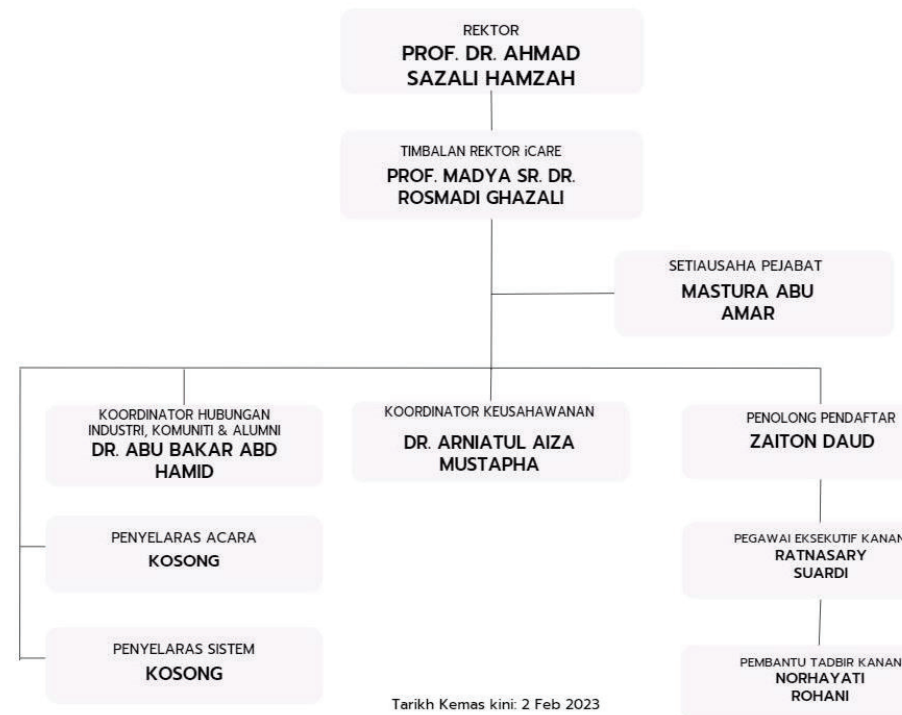 REKTOR
PROF. DR. AHMAD
SAZALI HAMZAH
TIMBALAN REKTOR iCARE
PROF. MADYA SR. DR.
ROSMADI GHAZALI
SETIAUSAHA PEJABAT
MASTURA ABU
AMAR
KOORDINATOR HUBUNGAN
INDUSTRI, KOMUNITI & ALUMNI
DR. ABU BAKAR ABD
HAMID
KOORDINATOR KEUSAHAWANAN
DR. ARNIATUL AIZA
MUSTAPHA
PENOLONG PENDAFTAR
ZAITON DAUD
PENYELARAS ACARA
KOSONG
PEGAWAI EKSEKUTIF KANAN
RATNASARY
SUARDI
PENYELARAS SISTEM
KOSONG
PEMBANTU TADBIR KANAN
NORHAYATI
ROHANI
Tarikh Kemas kini: 2 Feb 2023